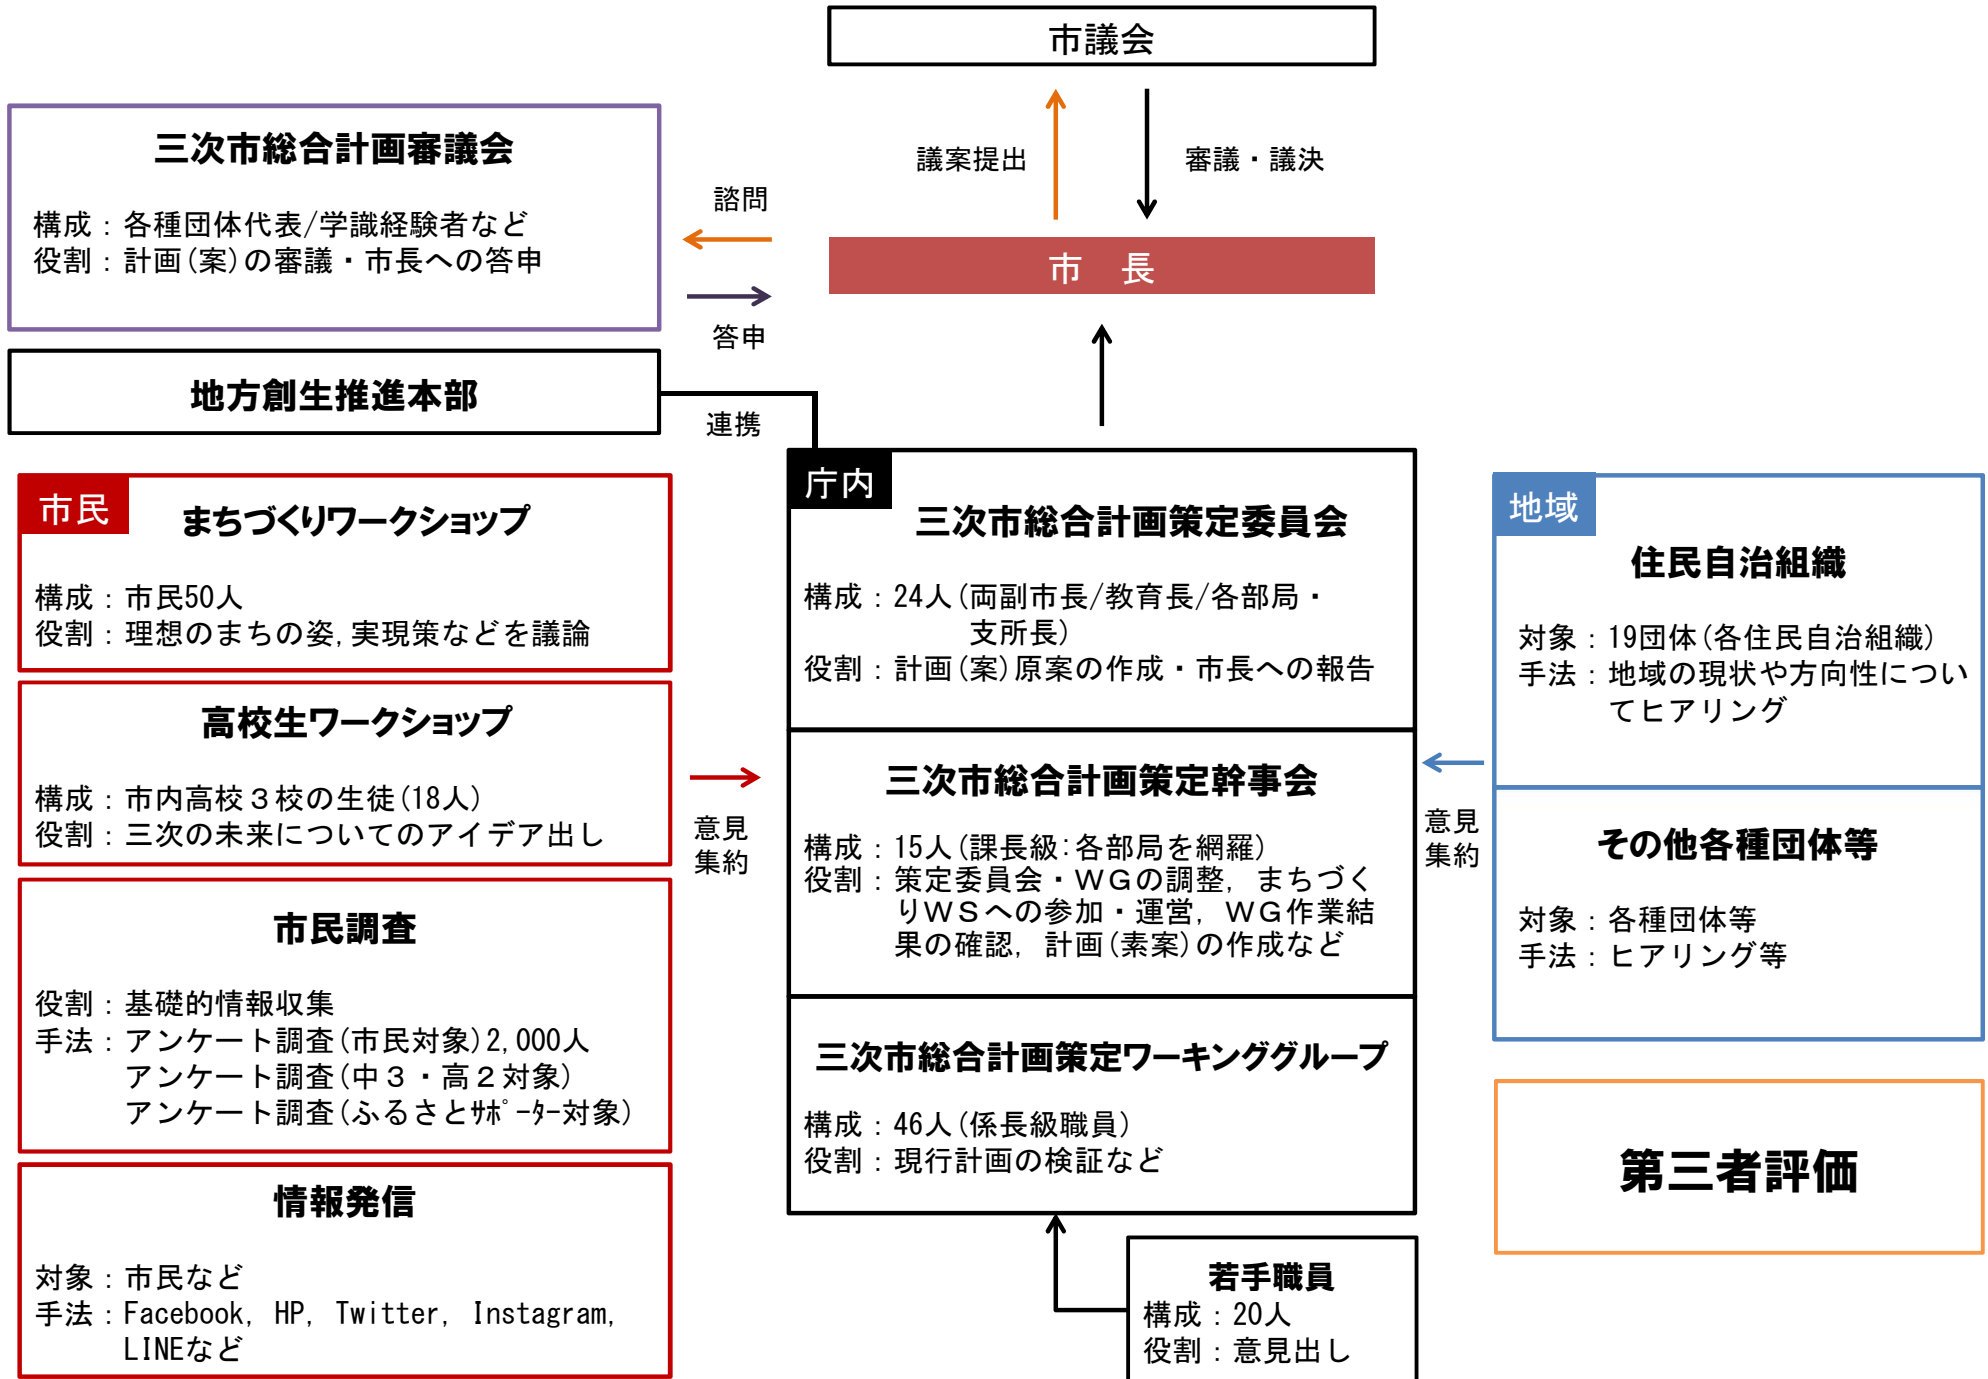 市議会
議案提出
審議・議決
三次市総合計画審議会
構成：各種団体代表/学識経験者など
役割：計画(案)の審議・市長への答申
諮問
答申
市　長
地方創生推進本部
連携
市民
まちづくりワークショップ
構成：市民50人
役割：理想のまちの姿,実現策などを議論
高校生ワークショップ
構成：市内高校３校の生徒(18人)
役割：三次の未来についてのアイデア出し
市民調査
役割：基礎的情報収集
手法：アンケート調査(市民対象)2,000人
アンケート調査(中３・高２対象)
アンケート調査(ふるさとｻﾎﾟｰﾀｰ対象)
情報発信
対象：市民など
手法：Facebook, HP, Twitter, Instagram,
LINEなど
意見
集約
庁内
三次市総合計画策定委員会
構成：24人(両副市長/教育長/各部局・
支所長)
役割：計画(案)原案の作成・市長への報告
三次市総合計画策定幹事会
構成：15人(課長級:各部局を網羅)
役割：策定委員会・ＷＧの調整, まちづく
りＷＳへの参加・運営, ＷＧ作業結
果の確認, 計画(素案)の作成など
三次市総合計画策定ワーキンググループ
構成：46人(係長級職員)
役割：現行計画の検証など
若手職員
構成：20人
役割：意見出し
意見
集約
地域
住民自治組織
対象：19団体(各住民自治組織)
手法：地域の現状や方向性につい
てヒアリング
その他各種団体等
対象：各種団体等
手法：ヒアリング等
第三者評価